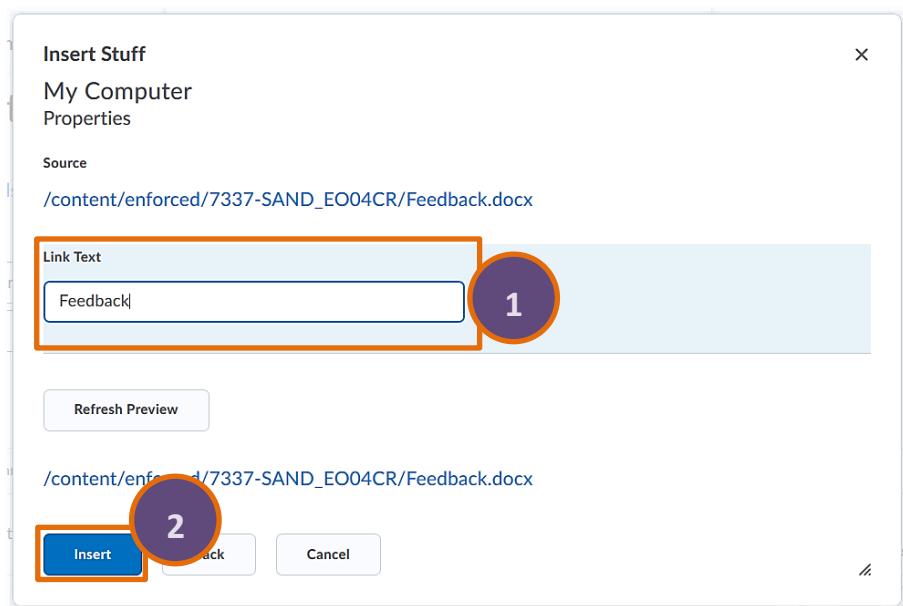 Insert Stuff
My Computer
Properties
Source
/content/enforced/7337-SAND_EO04CR/Feedback.docx
Link Text
Feedback
1
Refresh Preview
/content/enforced/7337-SAND_EO04CR/Feedback.docx
2
Insert
Cancel